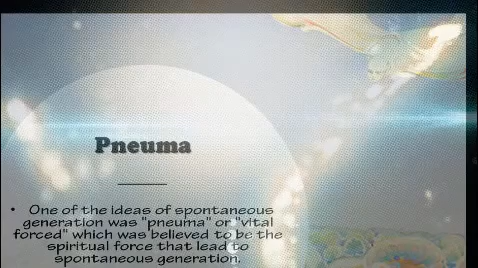 Pneuma
• One of the ideas of spontaneous
generation was "pneuma" or "vital
forced" which was believed to be the
spiritual force that lead to
spontaneous generation.